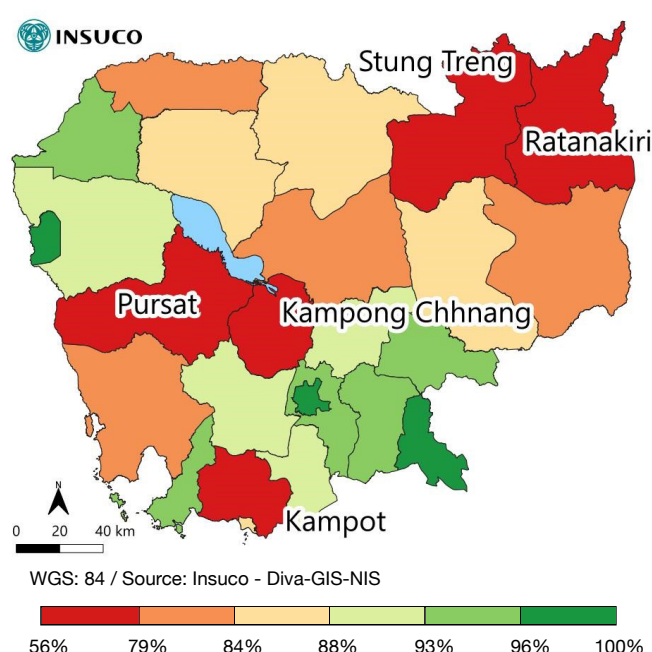 INSUCO
Stung Treng
Ratanakiri
Pursat
Kampong Chhnang
Kampot
N
0 20 40 km
WGS: 84 / Source: Insuco - Diva-GIS-NIS
56% 79% 84% 88% 93% 96% 100%